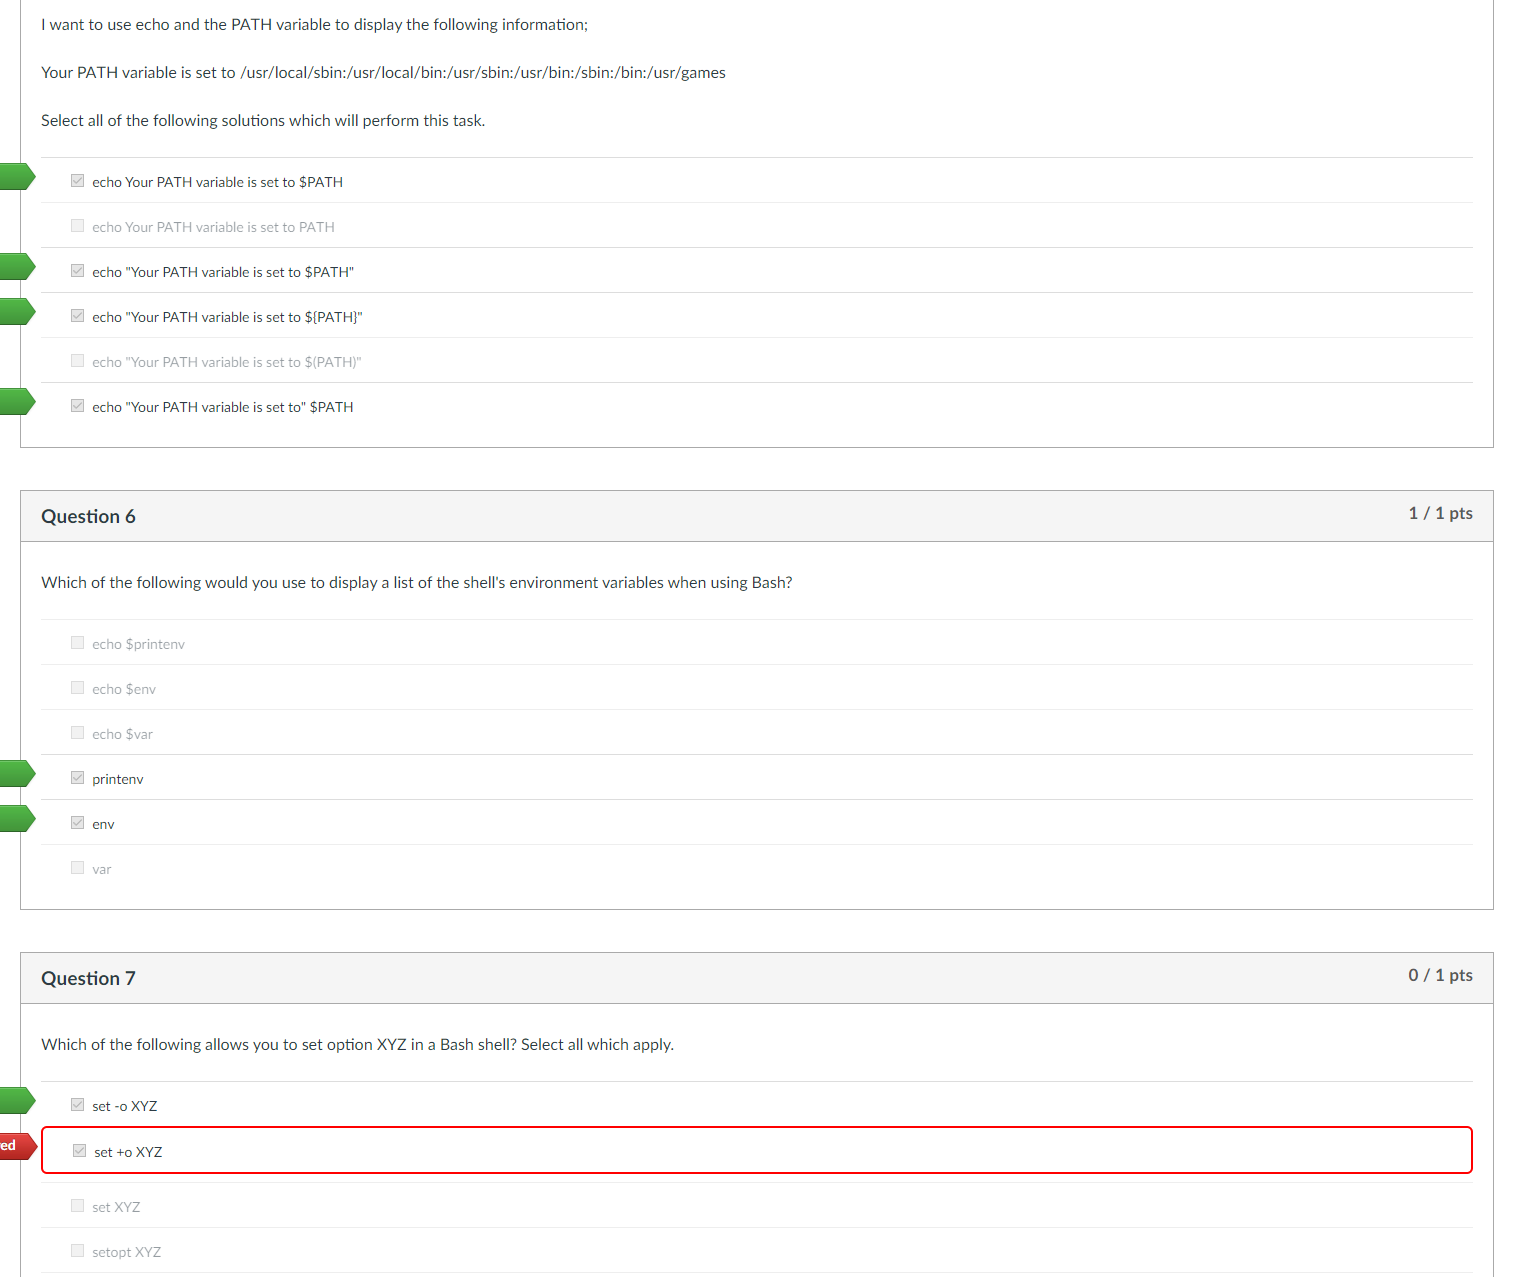 I want to use echo and the PATH variable to display the following information;
Your PATH variable is set to /usr/local/sbin:/usr/local/bin:/usr/sbin:/usr/bin:/sbin:/bin:/usr/games
Select all of the following solutions which will perform this task.
echo Your PATH variable is set to $PATH
echo Your PATH variable is set to PATH
echo "Your PATH variable is set to $PATH"
echo "Your PATH variable is set to ${PATH}"
echo "Your PATH variable is set to $(PATH)"
echo "Your PATH variable is set to" $PATH
Question 6
1 / 1 pts
Which of the following would you use to display a list of the shell's environment variables when using Bash?
echo $printenv
echo $env
echo $var
printenv
env
var
Question 7
0 / 1 pts
Which of the following allows you to set option XYZ in a Bash shell? Select all which apply.
set -o XYZ
ed
set +o XYZ
set XYZ
setopt XYZ